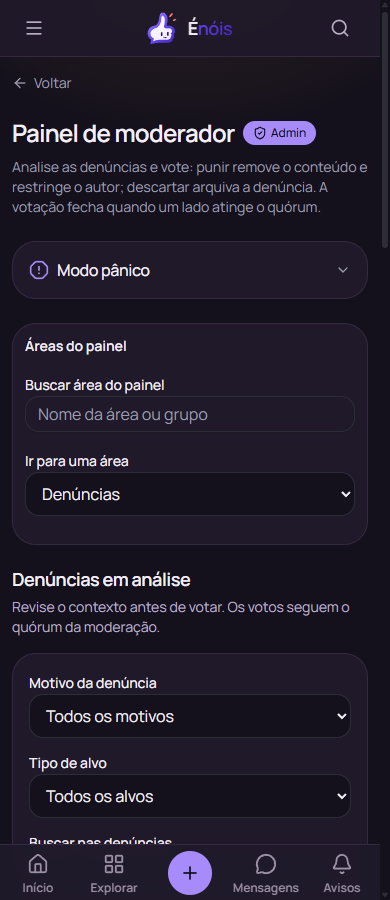 Énóis
Voltar
Painel de moderador
Admin
Analise as denúncias e vote: punir remove o conteúdo e
restringe o autor; descartar arquiva a denúncia. A
votação fecha quando um lado atinge o quórum.
Modo pânico
Áreas do painel
Buscar área do painel
Nome da área ou grupo
Ir para uma área
Denúncias
Denúncias em análise
Revise o contexto antes de votar. Os votos seguem o
quórum da moderação.
Motivo da denúncia
Todos os motivos
Tipo de alvo
Todos os alvos
Buscar nas denúncias
Início
Explorar
Mensagens
Avisos